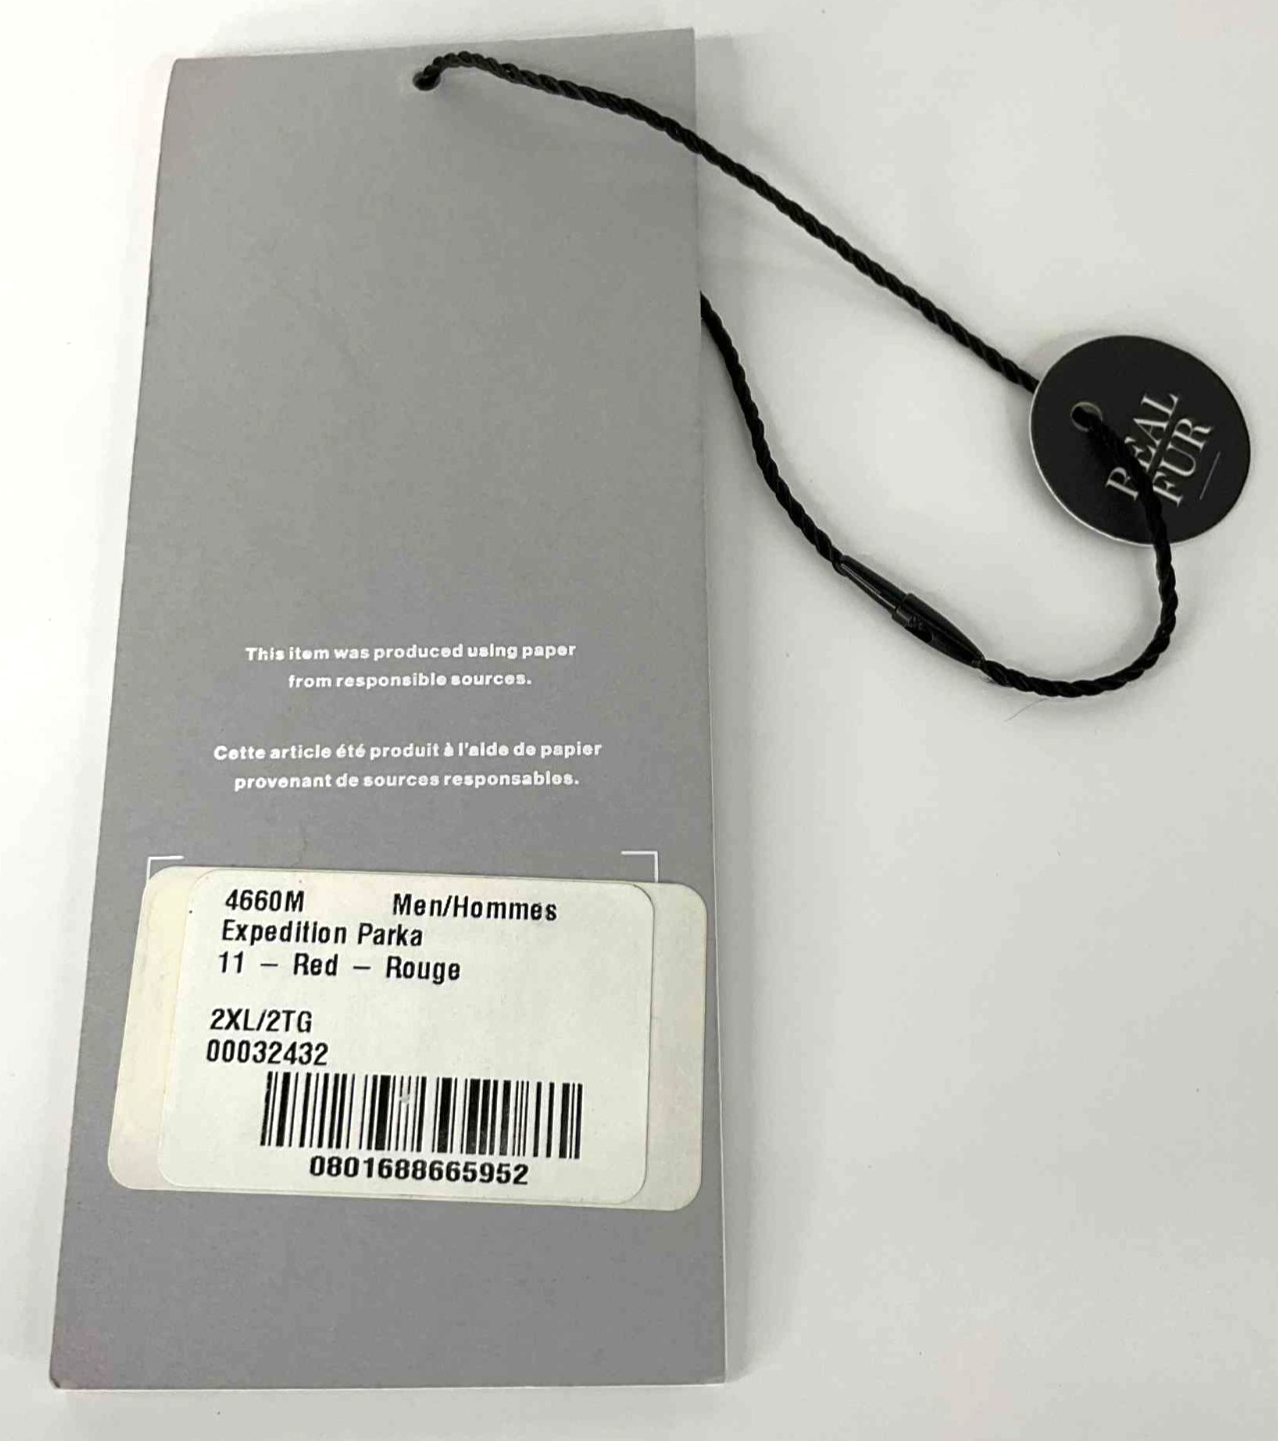 REAL
FUR
This item was produced using paper
from responsible sources.
Cette article été produit à l'aide de papier
provenant de sources responsables.
4660M Men/Hommes
Expedition Parka
11 – Red – Rouge
2XL/2TG
00032432
0801688665952